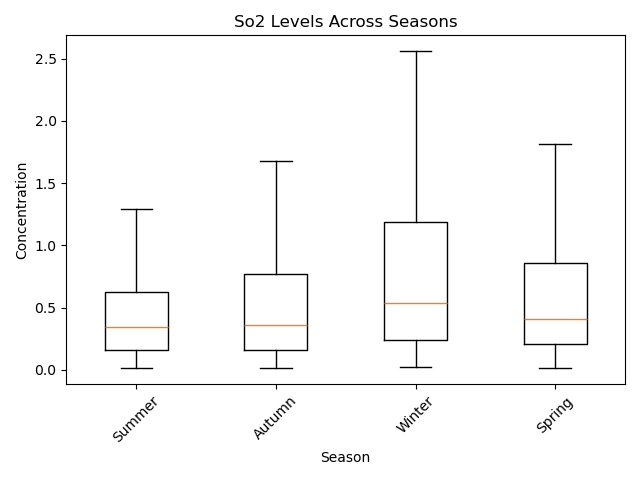 So2 Levels Across Seasons
Concentration
2.5
2.0
1.5
1.0
0.5
0.0
Summer
Autumn
Winter
Spring
Season